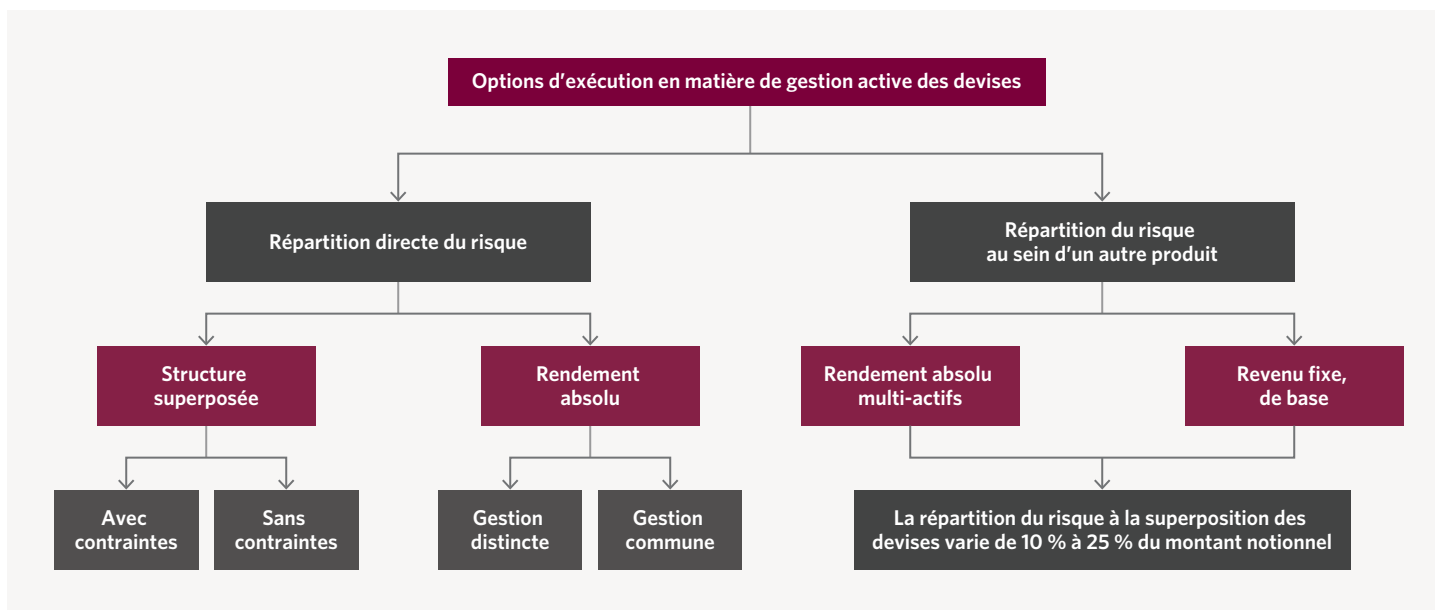 Options d'exécution en matière de gestion active des devises
Répartition directe du risque
Répartition du risque
au sein d'un autre produit
Structure
superposée
Rendement
absolu
Rendement absolu
multi-actifs
Revenu fixe,
de base
Avec
contraintes
Sans
contraintes
Gestion
distincte
Gestion
commune
La répartition du risque à la superposition des
devises varie de 10 % à 25 % du montant notionnel